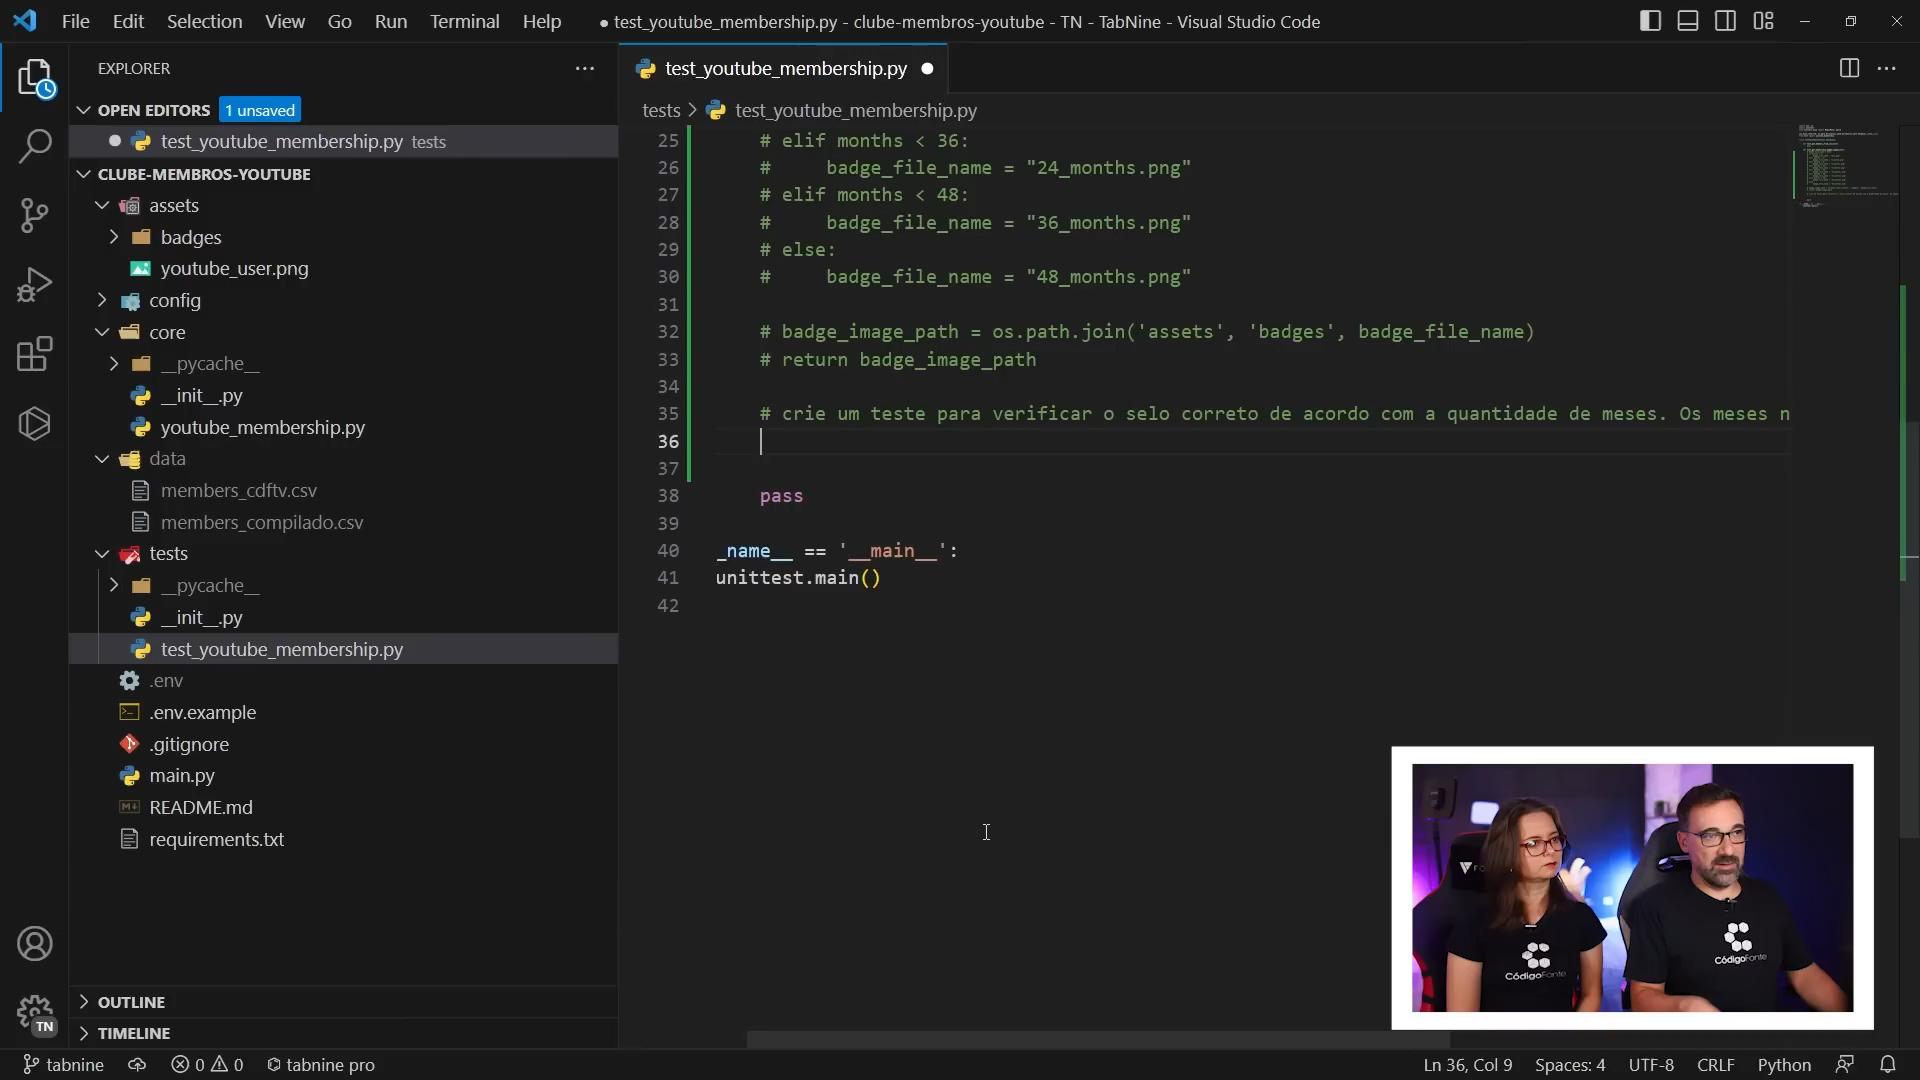 File Edit Selection View Go Run Terminal Help
● test_youtube_membership.py - clube-membros-youtube - TN - TabNine - Visual Studio Code
EXPLORER
OPEN EDITORS 1 unsaved
test_youtube_membership.py tests
CLUBE-MEMBROS-YOUTUBE
assets
badges
youtube_user.png
config
core
__pycache__
__init__.py
youtube_membership.py
data
members_cdftv.csv
members_compilado.csv
tests
__pycache__
__init__.py
test_youtube_membership.py
.env
.env.example
.gitignore
main.py
README.md
requirements.txt
OUTLINE
TIMELINE
TN
test_youtube_membership.py
tests > test_youtube_membership.py
25 # elif months < 36:
26 #     badge_file_name = "24_months.png"
27 # elif months < 48:
28 #     badge_file_name = "36_months.png"
29 # else:
30 #     badge_file_name = "48_months.png"
31
32 # badge_image_path = os.path.join('assets', 'badges', badge_file_name)
33 # return badge_image_path
34
35 # crie um teste para verificar o selo correto de acordo com a quantidade de meses. Os meses n
36
37
38 pass
39
40 _name__ == '__main__':
41 unittest.main()
42
CódigoFonte
CódigoFonte
tabnine 0 0 tabnine pro
Ln 36, Col 9 Spaces: 4 UTF-8 CRLF Python